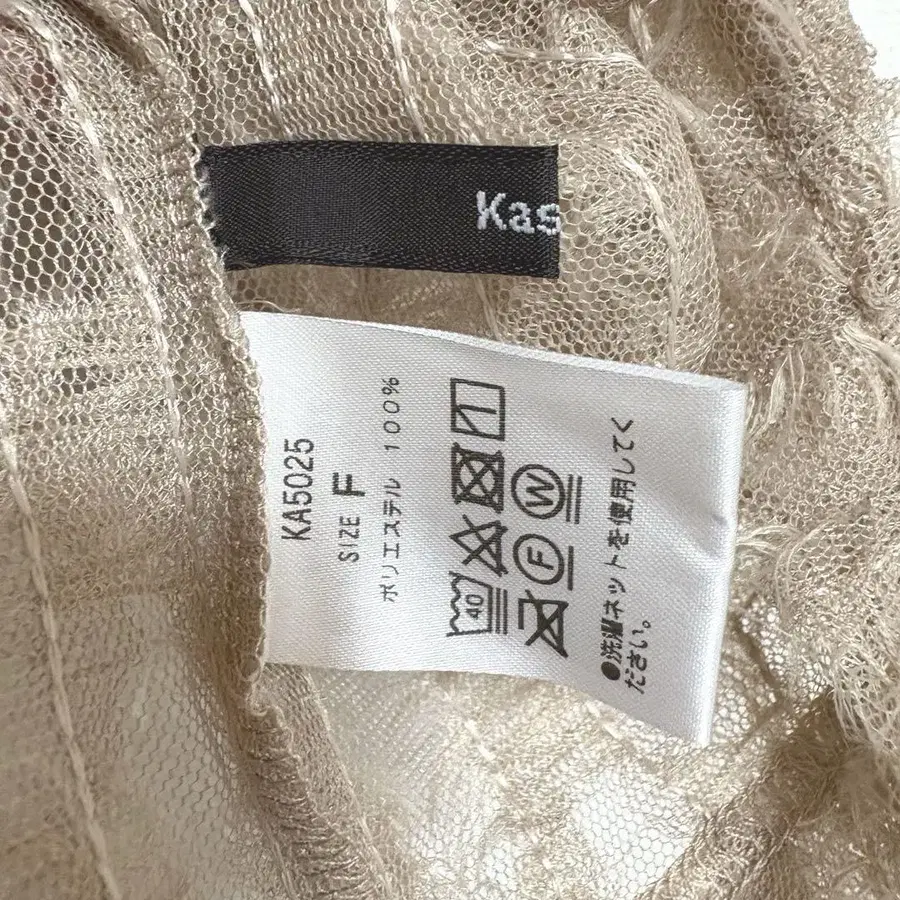 Kas
KA5025
SIZE F
ポリエステル 100%
40
W
F
●洗濯ネットを使用してく
ださい。